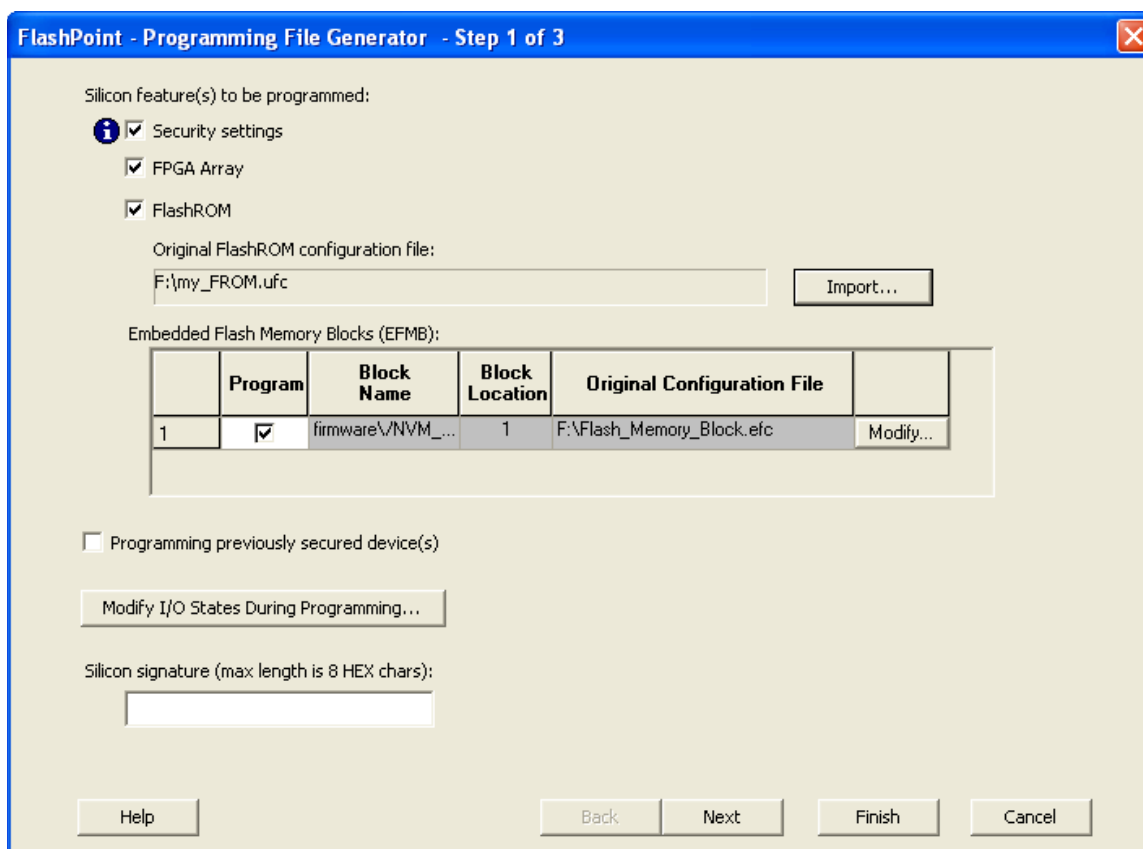 FlashPoint - Programming File Generator - Step 1 of 3
Silicon feature(s) to be programmed:
Security settings
FPGA Array
FlashROM
Original FlashROM configuration file:
F:\my_FROM.ufc
Import...
Embedded Flash Memory Blocks (EFMB):
Program Block Name Block Location Original Configuration File
1 firmware\/NVM_... 1 F:\Flash_Memory_Block.efc Modify...
Programming previously secured device(s)
Modify I/O States During Programming...
Silicon signature (max length is 8 HEX chars):
Help Back Next Finish Cancel